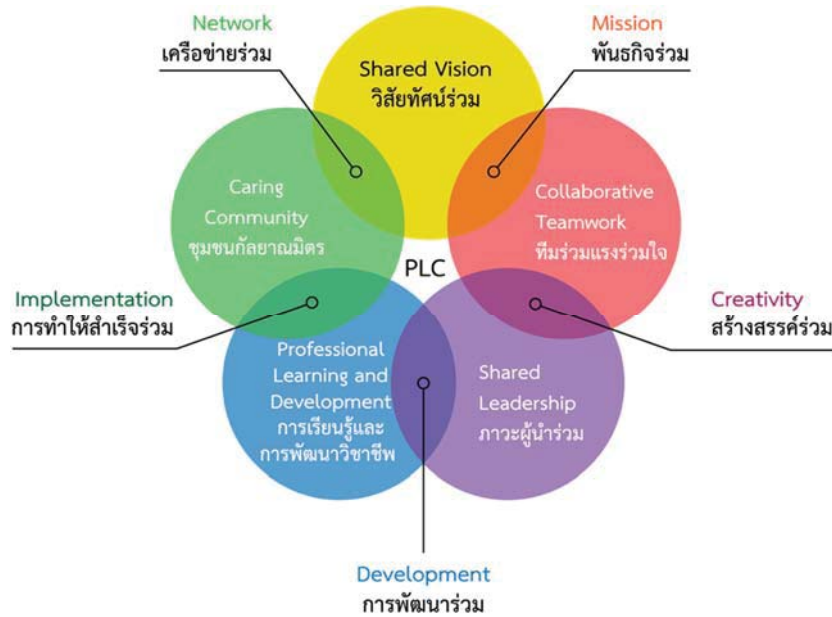 Network
เครือข่ายร่วม
Mission
พันธกิจร่วม
Shared Vision
วิสัยทัศน์ร่วม
Caring
Community
ชุมชนกัลยาณมิตร
Collaborative
Teamwork
ทีมร่วมแรงร่วมใจ
PLC
Implementation
การทำให้สำเร็จร่วม
Creativity
สร้างสรรค์ร่วม
Professional
Learning and
Development
การเรียนรู้และ
การพัฒนาวิชาชีพ
Shared
Leadership
ภาวะผู้นำร่วม
Development
การพัฒนาร่วม